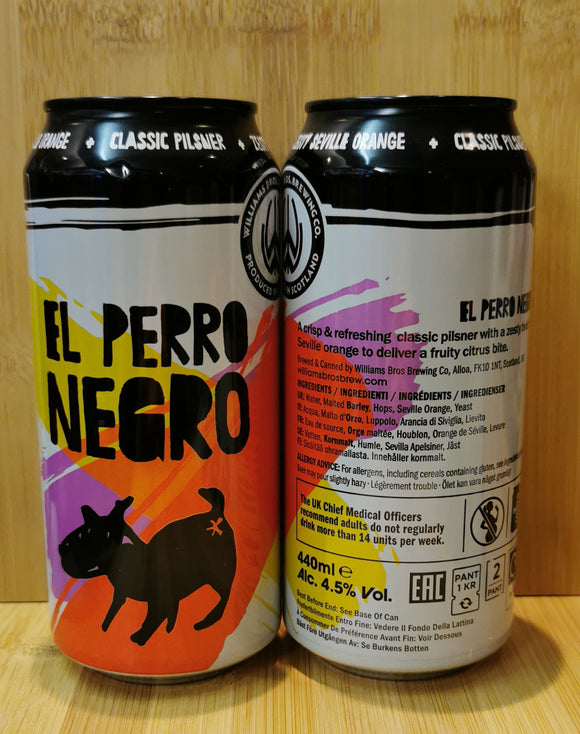 ORANGE + CLASSIC PILSNER +
WILLIAMS BROS
BREWING CO.
PRODUCED IN SCOTLAND
EL PERRO
NEGRO
SEVILLE ORANGE + CLASSIC PILSNER
EL PERRO
A crisp & refreshing classic pilsner with a zesty
Seville orange to deliver a fruity citrus bite.
Brewed & Canned by Williams Bros Brewing Co, Alloa, FK10 1NT, Scotland,
williamsbrosbrew.com
INGREDIENTS / INGREDIENTI / INGRÉDIENTS / INGREDIENSER
UK: Water, Malted Barley, Hops, Seville Orange, Yeast
IT: Acqua, Malto d'Orzo, Luppolo, Arancia di Siviglia, Lievito
FR: Eau de source, Orge maltée, Houblon, Orange de Séville, Levure
SE: Vatten, Kornmalt, Humle, Sevilla Apelsiner, Jäst
FI: Sisältää ohramallasta. Innehåller kornmalt.
ALLERGY ADVICE: For allergens, including cereals containing gluten, see
Beer may pour slightly hazy · Légèrement trouble · Ölet kan vara något grumligt
The UK Chief Medical Officers
recommend adults do not regularly
drink more than 14 units per week.
440ml e
Alc. 4.5% Vol.
EAC
PANT
1 KR
2
PANT
Best Before End: See Base Of Can
Preferibilmente Entro Fine: Vedere Il Fondo Della Lattina
À Consommer De Préférence Avant Fin: Voir Dessous
Bäst Före Utgången Av: Se Burkens Botten